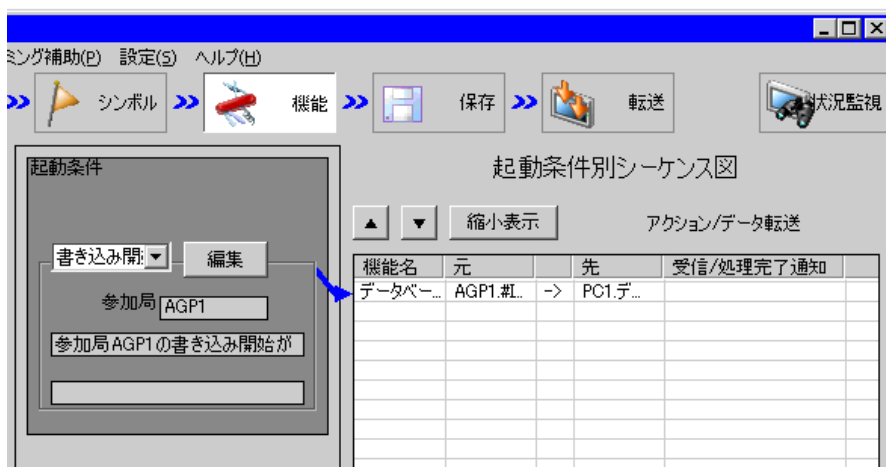 ミング補助(P) 設定(S) ヘルプ(H)
シンボル 機能 保存 転送 状況監視
起動条件
起動条件別シーケンス図
縮小表示
アクション/データ転送
書き込み開
編集
参加局 AGP1
参加局AGP1の書き込み開始が
機能名 元 先 受信/処理完了通知
データベー... AGP1.#I... -> PC1.デ...